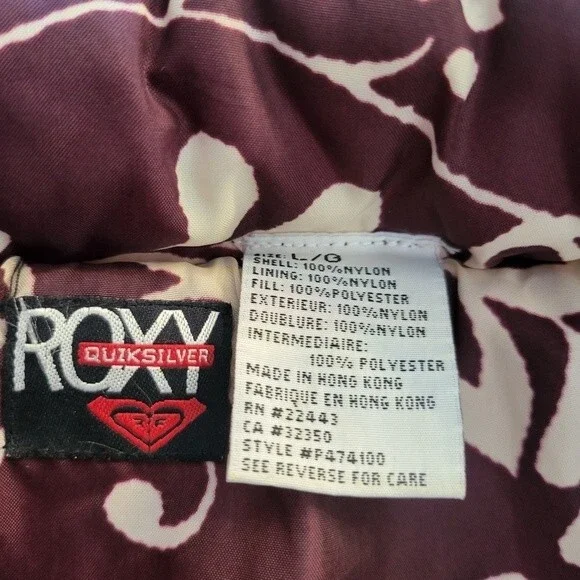 ROXY
QUIKSILVER
SIZE: L/G
SHELL: 100%NYLON
LINING: 100%NYLON
FILL: 100%POLYESTER
EXTERIEUR: 100%NYLON
DOUBLURE: 100%NYLON
INTERMEDIAIRE:
100% POLYESTER
MADE IN HONG KONG
FABRIQUE EN HONG KONG
RN #22443
CA #32350
STYLE #P474100
SEE REVERSE FOR CARE